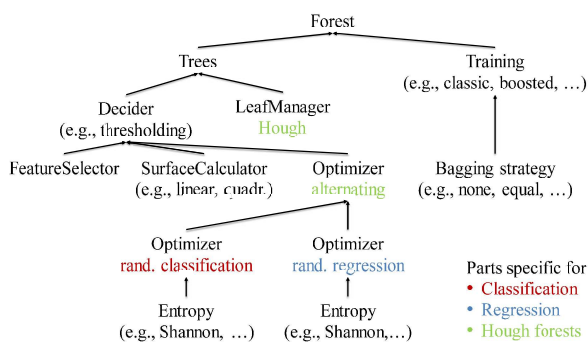 Forest
Trees
Training
(e.g., classic, boosted, …)
Decider
(e.g., thresholding)
LeafManager
Hough
FeatureSelector
SurfaceCalculator
(e.g., linear, quadr.)
Optimizer
alternating
Bagging strategy
(e.g., none, equal, …)
Optimizer
rand. classification
Optimizer
rand. regression
Entropy
(e.g., Shannon, …)
Entropy
(e.g., Shannon,…)
Parts specific for
• Classification
• Regression
• Hough forests